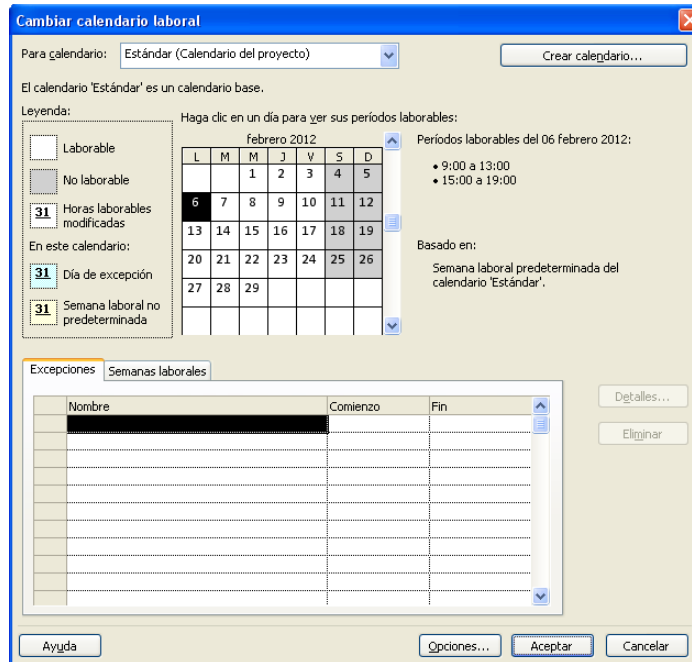 Cambiar calendario laboral
Para calendario: Estándar (Calendario del proyecto) Crear calendario...
El calendario 'Estándar' es un calendario base.
Leyenda:
Laborable
No laborable
31 Horas laborables
modificadas
En este calendario:
31 Día de excepción
31 Semana laboral no
predeterminada
Haga clic en un día para ver sus períodos laborables:
febrero 2012
L M M J V S D
1 2 3 4 5
6 7 8 9 10 11 12
13 14 15 16 17 18 19
20 21 22 23 24 25 26
27 28 29
Períodos laborables del 06 febrero 2012:
• 9:00 a 13:00
• 15:00 a 19:00
Basado en:
Semana laboral predeterminada del
calendario 'Estándar'.
Excepciones Semanas laborales
Nombre Comienzo Fin
Detalles...
Eliminar
Ayuda Opciones... Aceptar Cancelar